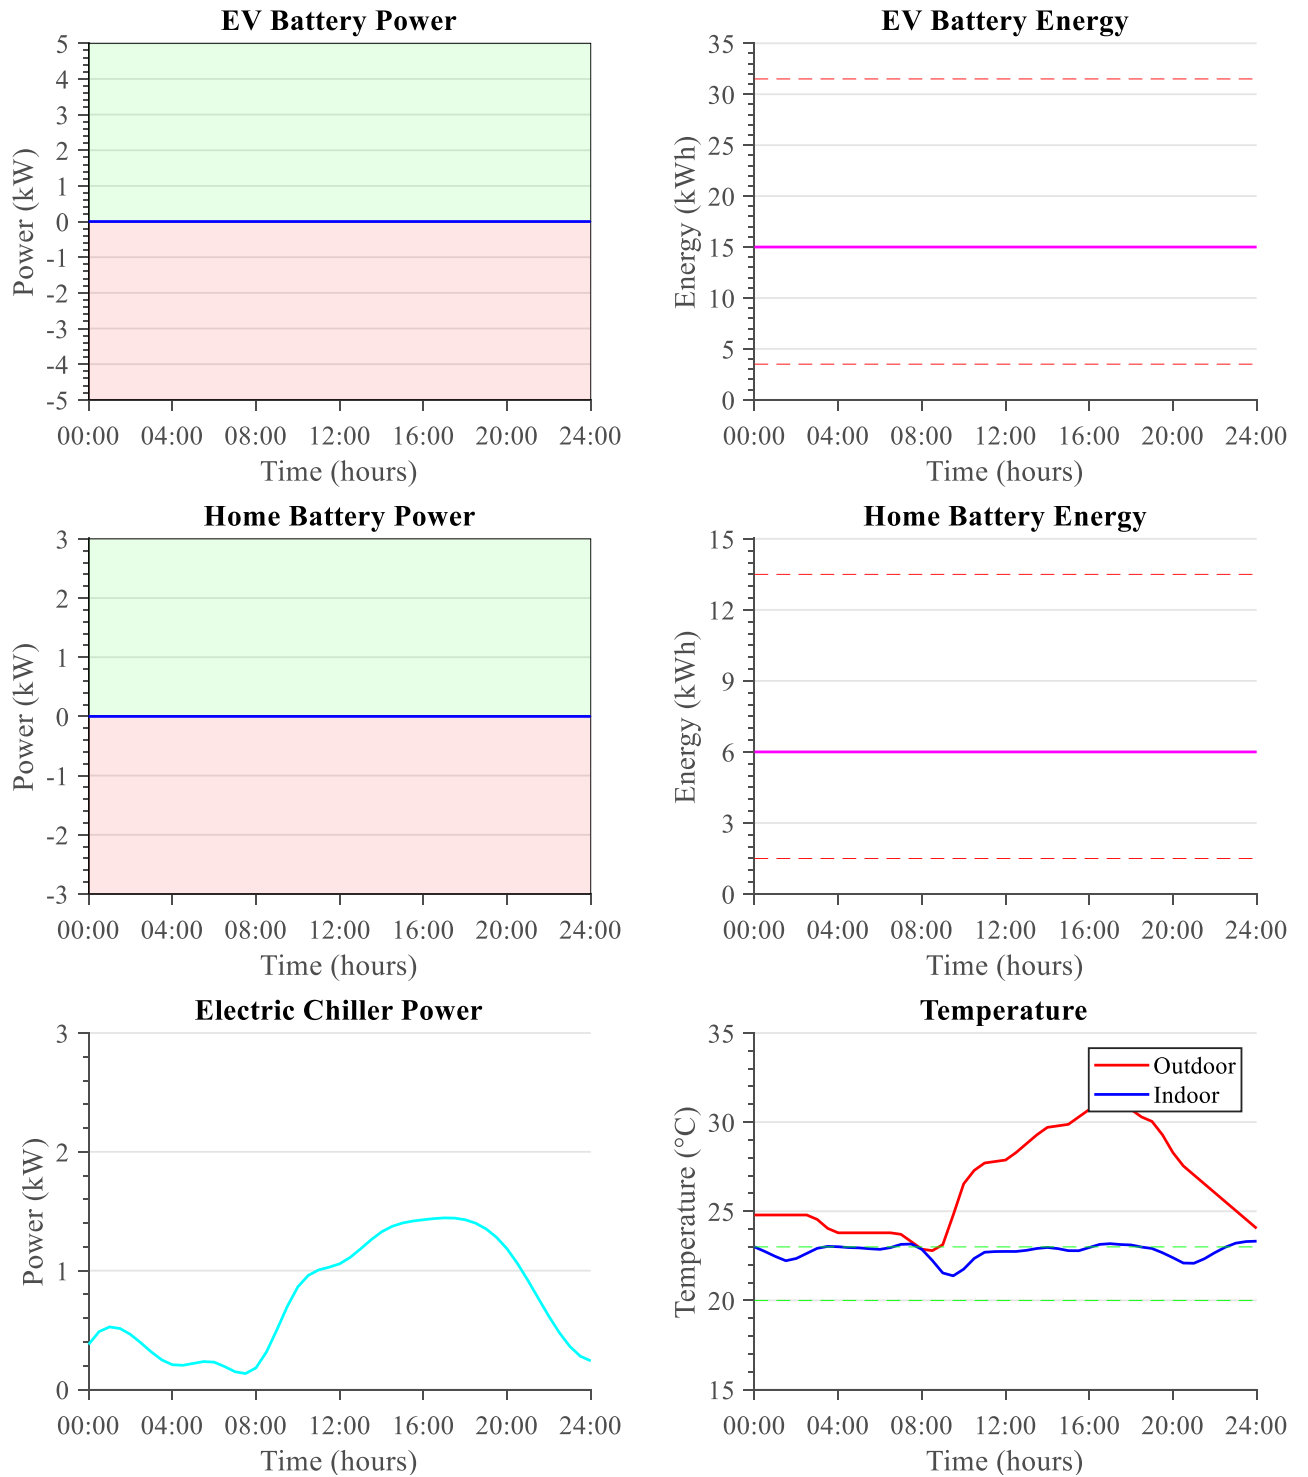 EV Battery Power
5
4
3
2
1
0
-1
-2
-3
-4
-5
Power (kW)
00:00 04:00 08:00 12:00 16:00 20:00 24:00
Time (hours)
EV Battery Energy
35
30
25
20
15
10
5
0
Energy (kWh)
00:00 04:00 08:00 12:00 16:00 20:00 24:00
Time (hours)
Home Battery Power
3
2
1
0
-1
-2
-3
Power (kW)
00:00 04:00 08:00 12:00 16:00 20:00 24:00
Time (hours)
Home Battery Energy
15
12
9
6
3
0
Energy (kWh)
00:00 04:00 08:00 12:00 16:00 20:00 24:00
Time (hours)
Electric Chiller Power
3
2
1
0
Power (kW)
00:00 04:00 08:00 12:00 16:00 20:00 24:00
Time (hours)
Temperature
35
30
25
20
15
Temperature (°C)
Outdoor
Indoor
00:00 04:00 08:00 12:00 16:00 20:00 24:00
Time (hours)